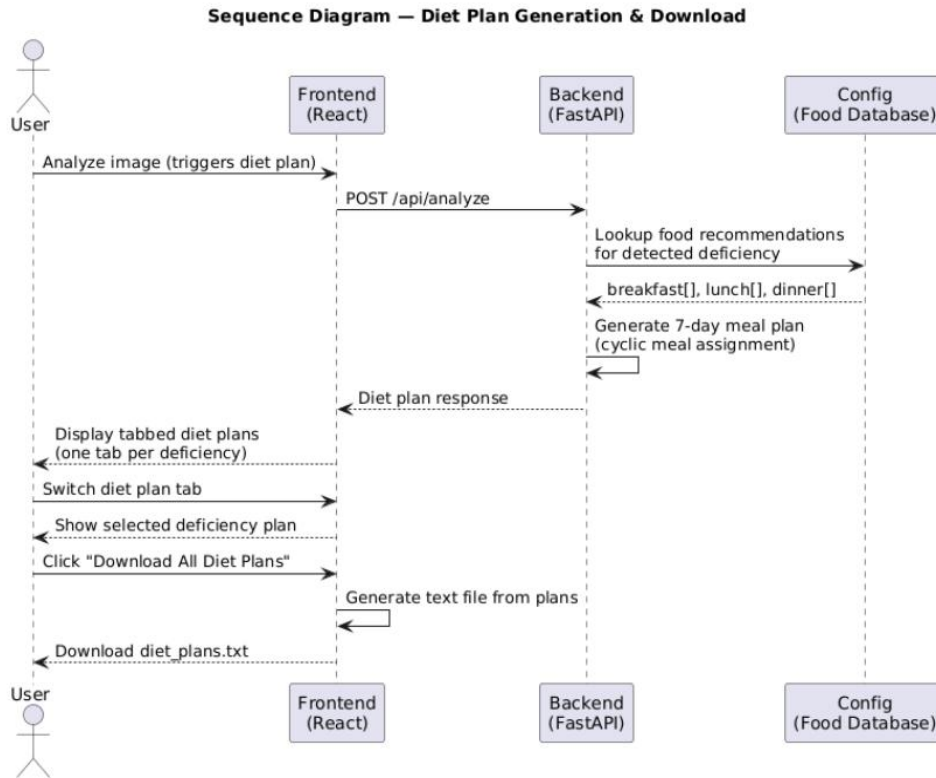 Sequence Diagram — Diet Plan Generation & Download
User
Frontend
(React)
Backend
(FastAPI)
Config
(Food Database)
Analyze image (triggers diet plan)
POST /api/analyze
Lookup food recommendations
for detected deficiency
breakfast[], lunch[], dinner[]
Generate 7-day meal plan
(cyclic meal assignment)
Diet plan response
Display tabbed diet plans
(one tab per deficiency)
Switch diet plan tab
Show selected deficiency plan
Click "Download All Diet Plans"
Generate text file from plans
Download diet_plans.txt
User
Frontend
(React)
Backend
(FastAPI)
Config
(Food Database)